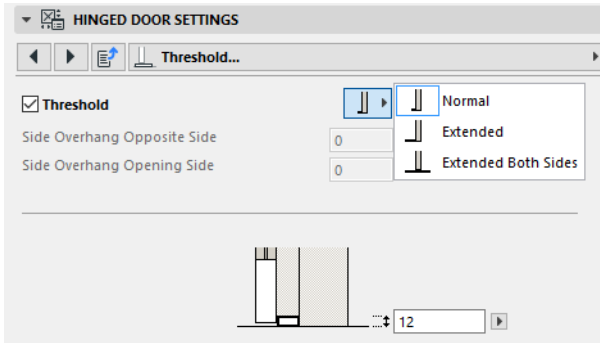 HINGED DOOR SETTINGS
Threshold...
Threshold
Normal
Side Overhang Opposite Side 0
Extended
Side Overhang Opening Side 0
Extended Both Sides
12